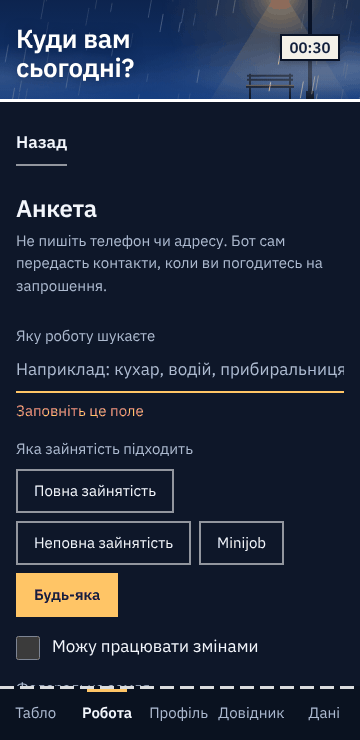 Куди вам
сьогодні?
00:30
Назад
Анкета
Не пишіть телефон чи адресу. Бот сам
передасть контакти, коли ви погодитесь на
запрошення.
Яку роботу шукаєте
Наприклад: кухар, водій, прибиральниця
Заповніть це поле
Яка зайнятість підходить
Повна зайнятість
Неповна зайнятість
Minijob
Будь-яка
Можу працювати змінами
Табло Робота Профіль Довідник Дані